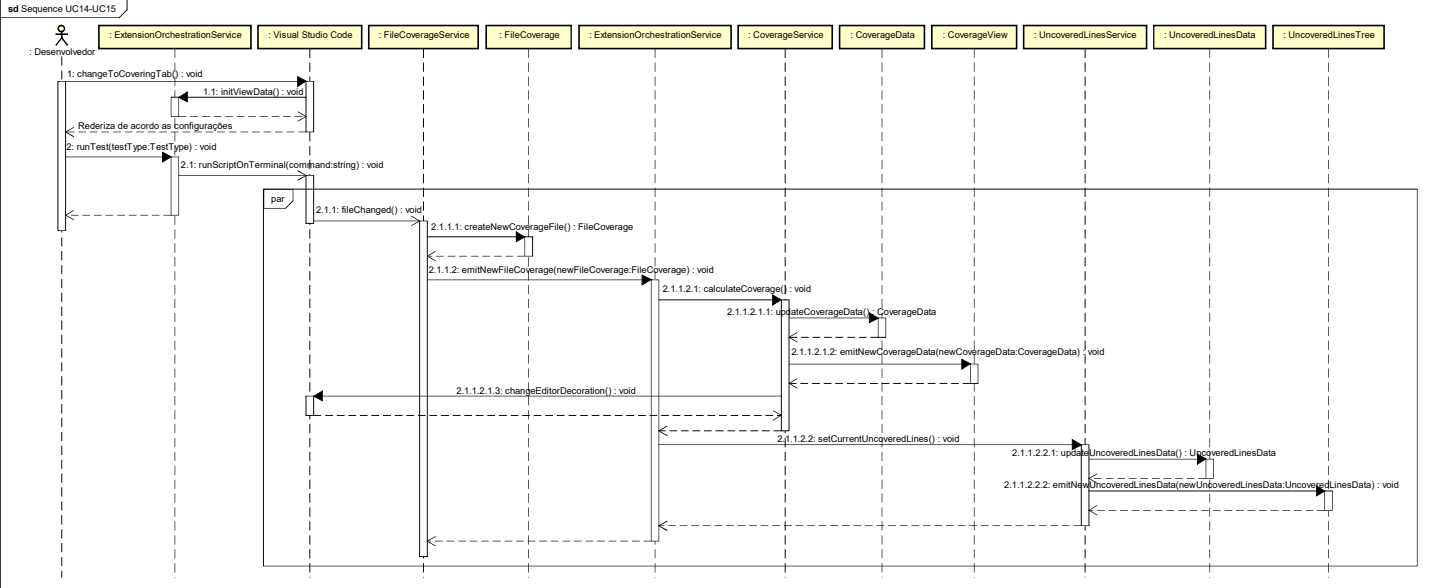 sd Sequence UC14-UC15
: Desenvolvedor
: ExtensionOrchestrationService
: Visual Studio Code
: FileCoverageService
: FileCoverage
: ExtensionOrchestrationService
: CoverageService
: CoverageData
: CoverageView
: UncoveredLinesService
: UncoveredLinesData
: UncoveredLinesTree
1: changeToCoveringTab() : void
1.1: initViewData() : void
Rederiza de acordo as configurações
2: runTest(testType:TestType) : void
2.1: runScriptOnTerminal(command:string) : void
par
2.1.1: fileChanged() : void
2.1.1.1: createNewCoverageFile() : FileCoverage
2.1.1.2: emitNewFileCoverage(newFileCoverage:FileCoverage) : void
2.1.1.2.1: calculateCoverage() : void
2.1.1.2.1.1: updateCoverageData() : CoverageData
2.1.1.2.1.2: emitNewCoverageData(newCoverageData:CoverageData) : void
2.1.1.2.1.3: changeEditorDecoration() : void
2.1.1.2.2: setCurrentUncoveredLines() : void
2.1.1.2.2.1: updateUncoveredLinesData() : UncoveredLinesData
2.1.1.2.2.2: emitNewUncoveredLinesData(newUncoveredLinesData:UncoveredLinesData) : void